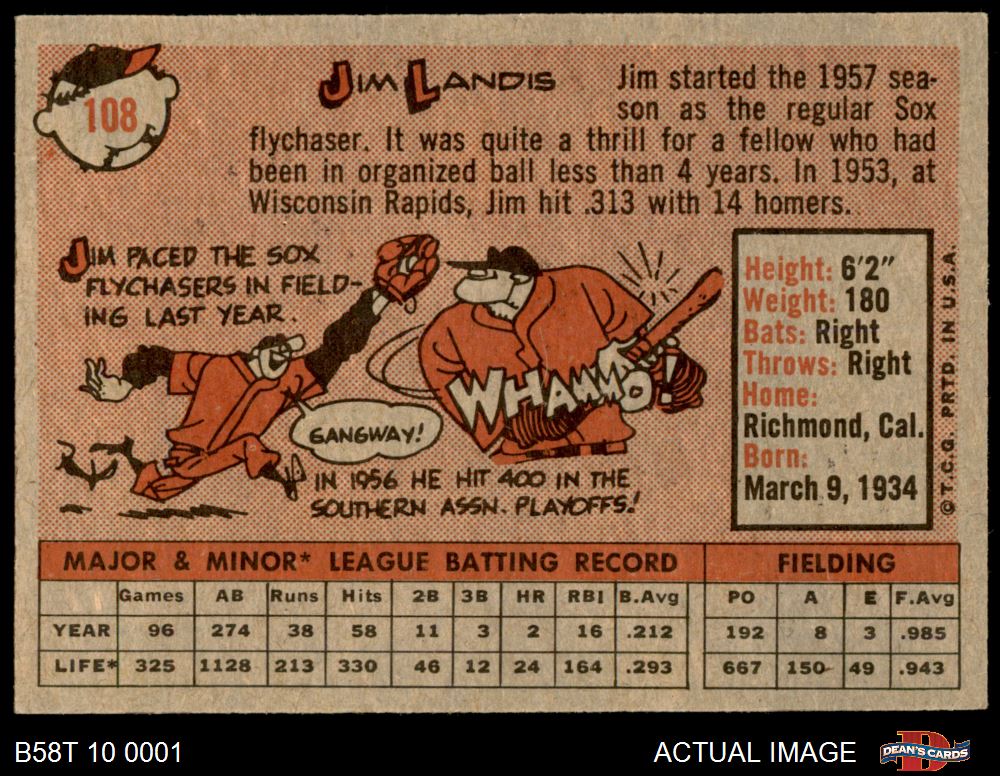 108
JIM LANDIS
Jim started the 1957 sea-
son as the regular Sox
flychaser. It was quite a thrill for a fellow who had
been in organized ball less than 4 years. In 1953, at
Wisconsin Rapids, Jim hit .313 with 14 homers.
JIM PACED THE SOX
FLYCHASERS IN FIELD-
ING LAST YEAR.
GANGWAY!
WHAMMO!
IN 1956 HE HIT 400 IN THE
SOUTHERN ASSN. PLAYOFFS!
Height: 6'2"
Weight: 180
Bats: Right
Throws: Right
Home:
Richmond, Cal.
Born:
March 9, 1934
© T.C.G. PRTD. IN U.S.A.
MAJOR & MINOR* LEAGUE BATTING RECORD FIELDING
Games AB Runs Hits 2B 3B HR RBI B.Avg PO A E F.Avg
YEAR 96 274 38 58 11 3 2 16 .212 192 8 3 .985
LIFE* 325 1128 213 330 46 12 24 164 .293 667 150 49 .943
B58T 10 0001
ACTUAL IMAGE
DEAN'S CARDS